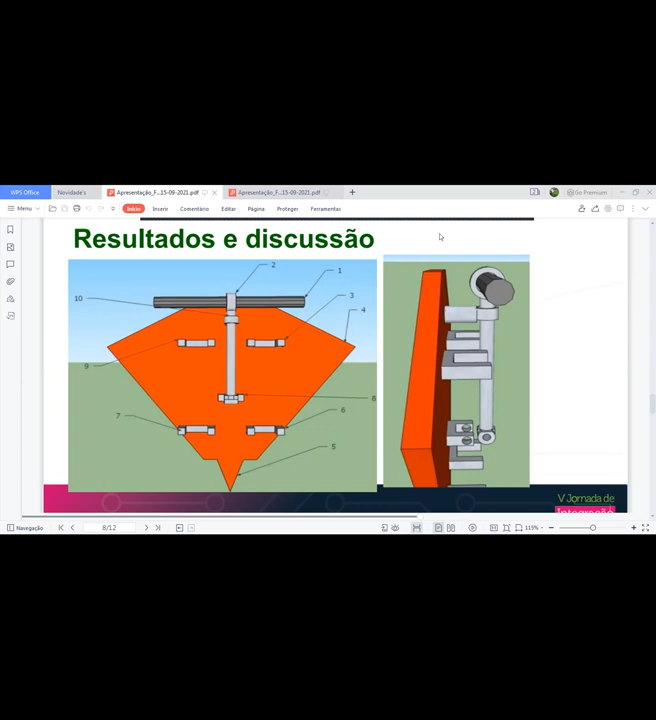 WPS Office Novidade's Apresentação_F...15-09-2021.pdf Apresentação_F...15-09-2021.pdf Go Premium
Menu Início Inserir Comentário Editar Página Proteger Ferramentas
Resultados e discussão
2
1
10
3
4
9
8
7
6
5
V Jornada de
Integração
Navegação 8/12 115%